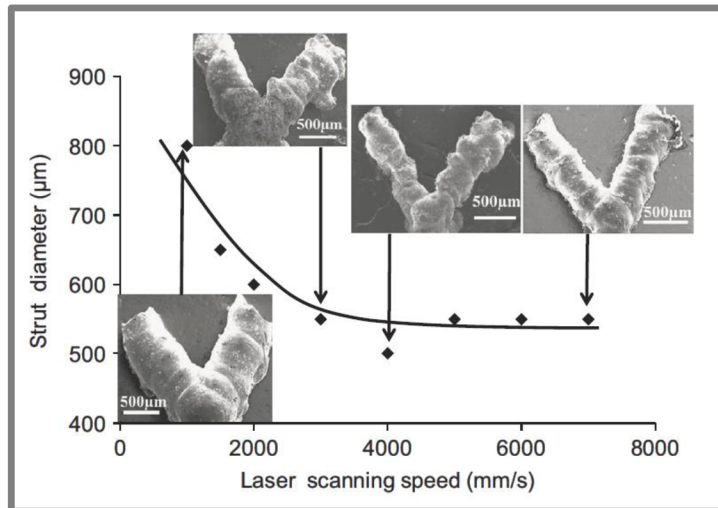 900
800
700
600
500
400
0
2000
4000
6000
8000
Strut diameter (μm)
Laser scanning speed (mm/s)
500μm
500μm
500μm
500μm